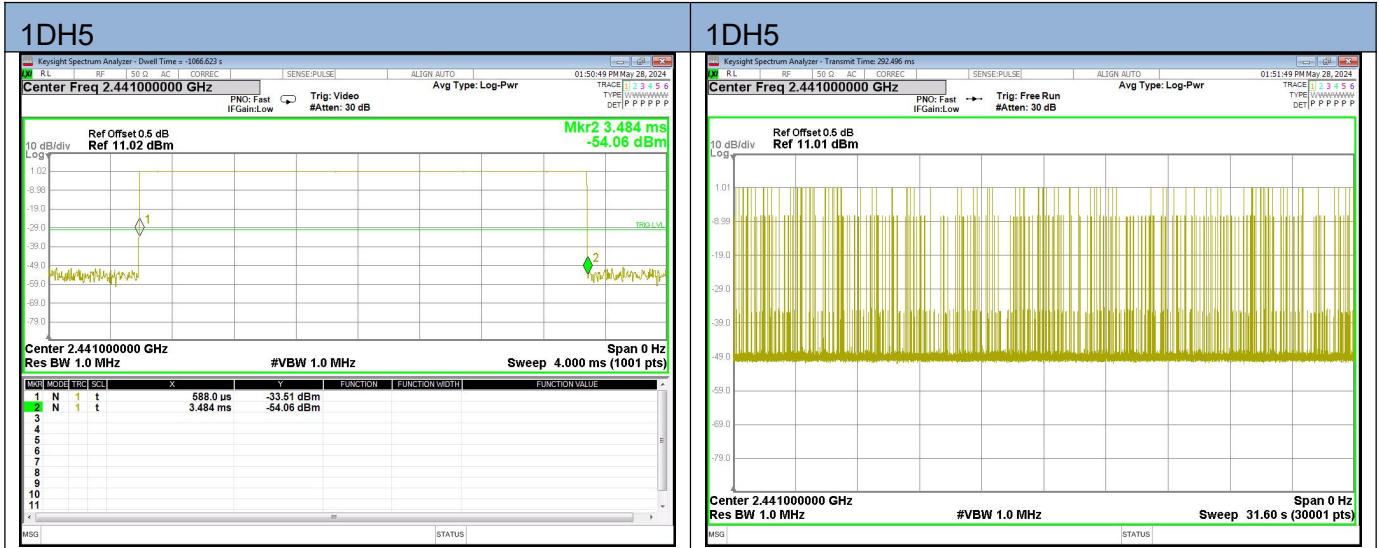 1DH5
Keysight Spectrum Analyzer - Dwell Time = -1066.623 s
LXI RL RF 50 Ω AC CORREC SENSE:PULSE ALIGN AUTO 01:50:49 PM May 28, 2024
Center Freq 2.441000000 GHz Avg Type: Log-Pwr TRACE 1 2 3 4 5 6
PNO: Fast Trig: Video TYPE WWWWWW
IFGain:Low #Atten: 30 dB DET P P P P P P
Mkr2 3.484 ms
Ref Offset 0.5 dB
10 dB/div Ref 11.02 dBm -54.06 dBm
Log
1.02
-8.98
-19.0
-29.0
-39.0
-49.0
-59.0
-69.0
-79.0
1
TRIG LVL
2
Center 2.441000000 GHz Span 0 Hz
Res BW 1.0 MHz #VBW 1.0 MHz Sweep 4.000 ms (1001 pts)
MKR MODE TRC SCL X Y FUNCTION FUNCTION WIDTH FUNCTION VALUE
1 N 1 t 588.0 µs -33.51 dBm
2 N 1 t 3.484 ms -54.06 dBm
3
4
5
6
7
8
9
10
11
MSG STATUS
1DH5
Keysight Spectrum Analyzer - Transmit Time: 292.496 ms
LXI RL RF 50 Ω AC CORREC SENSE:PULSE ALIGN AUTO 01:51:49 PM May 28, 2024
Center Freq 2.441000000 GHz Avg Type: Log-Pwr TRACE 1 2 3 4 5 6
PNO: Fast Trig: Free Run TYPE WWWWWW
IFGain:Low #Atten: 30 dB DET P P P P P P
Ref Offset 0.5 dB
10 dB/div Ref 11.01 dBm
Log
1.01
-8.99
-19.0
-29.0
-39.0
-49.0
-59.0
-69.0
-79.0
Center 2.441000000 GHz Span 0 Hz
Res BW 1.0 MHz #VBW 1.0 MHz Sweep 31.60 s (30001 pts)
MSG STATUS